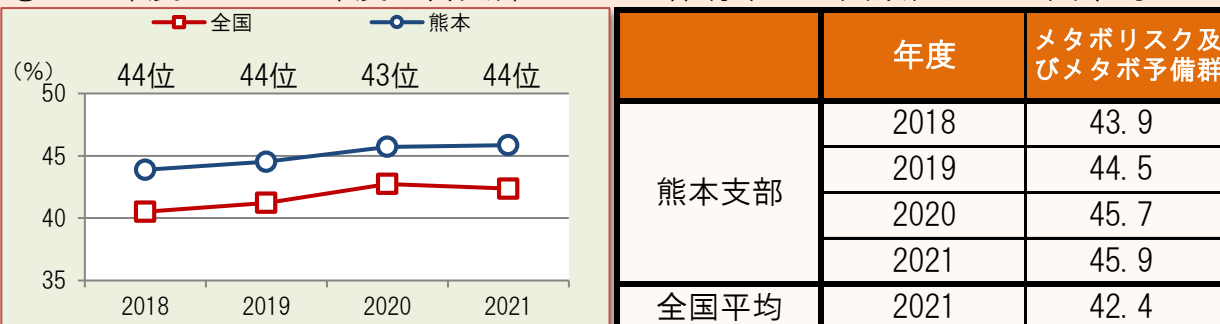 全国 熊本
(%) 44位 44位 43位 44位
50
45
40
35
2018 2019 2020 2021
年度 メタボリスク及
びメタボ予備群
熊本支部 2018 43.9
2019 44.5
2020 45.7
2021 45.9
全国平均 2021 42.4